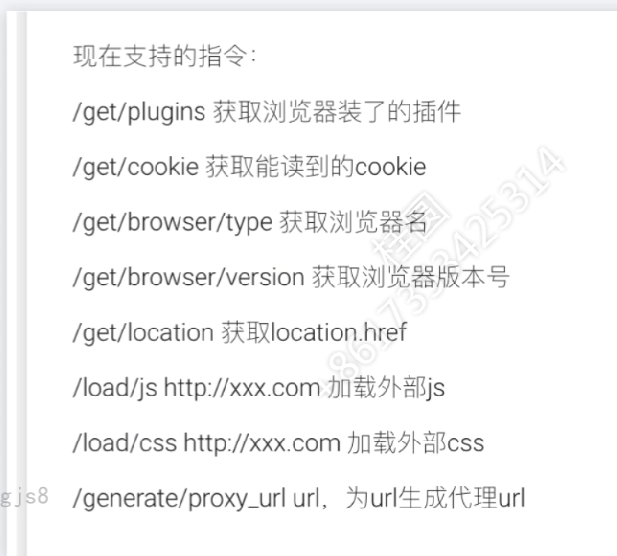 现在支持的指令：
/get/plugins 获取浏览器装了的插件
/get/cookie 获取能读到的cookie
/get/browser/type 获取浏览器名
/get/browser/version 获取浏览器版本号
/get/location 获取location.href
/load/js http://xxx.com 加载外部js
/load/css http://xxx.com 加载外部css
gjs8
/generate/proxy_url url，为url生成代理url